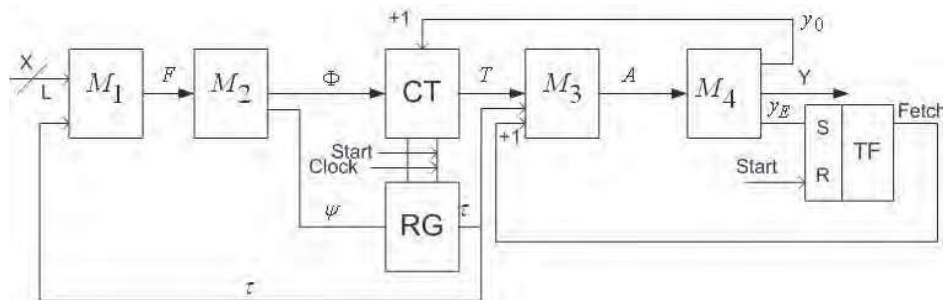 +1 y0
X L M1 F M2 Φ CT T M3 A M4 Y
yE Fetch
+1 S TF
Start
Clock
Start R
ψ RG τ
τ